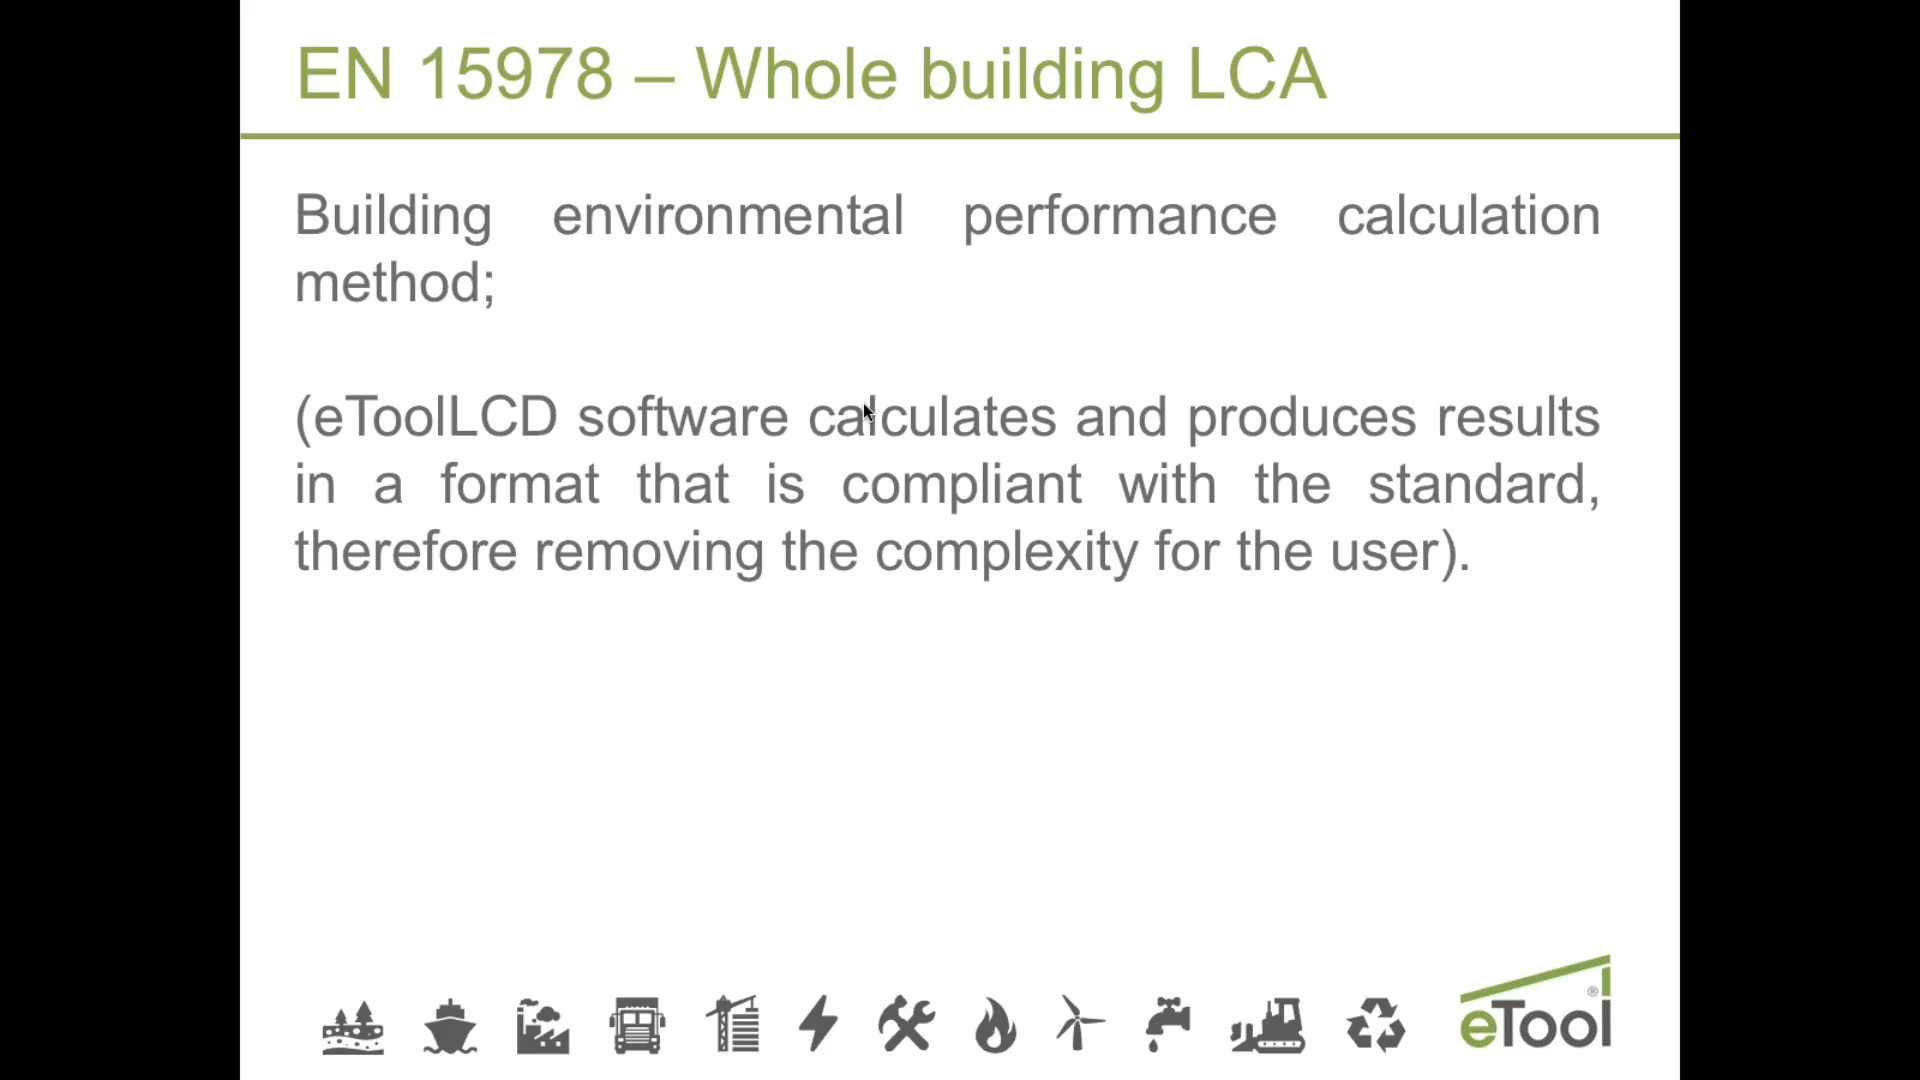 EN 15978 – Whole building LCA
Building environmental performance calculation
method;
(eToolLCD software calculates and produces results
in a format that is compliant with the standard,
therefore removing the complexity for the user).
eTool®